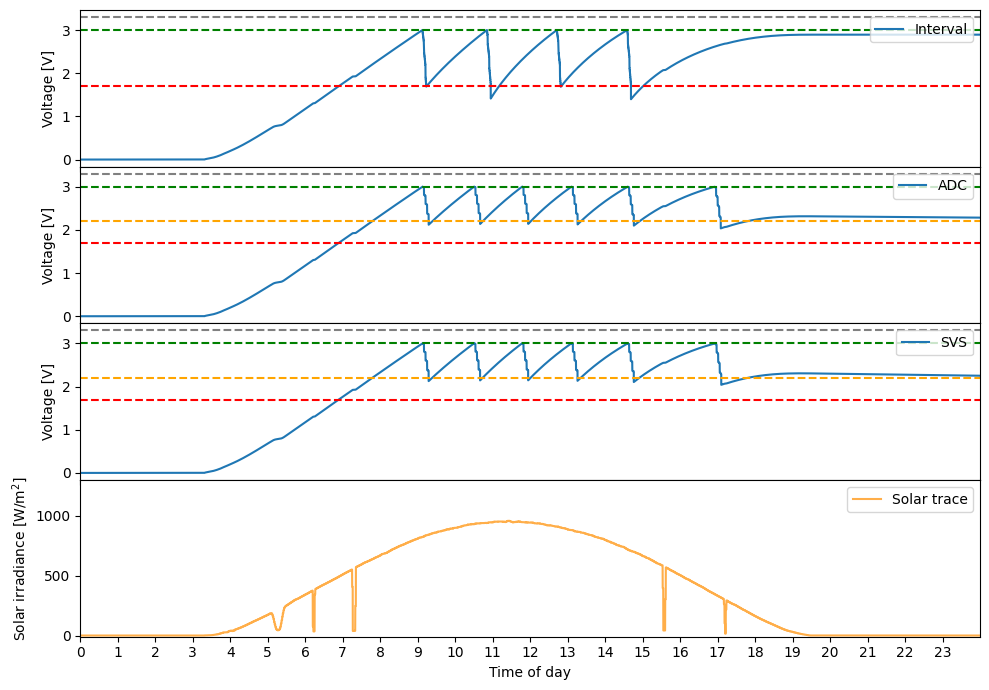 3
2
1
0
Voltage [V]
Interval
3
2
1
0
Voltage [V]
ADC
3
2
1
0
Voltage [V]
SVS
1000
500
0
Solar irradiance [W/m²]
Solar trace
0 1 2 3 4 5 6 7 8 9 10 11 12 13 14 15 16 17 18 19 20 21 22 23
Time of day